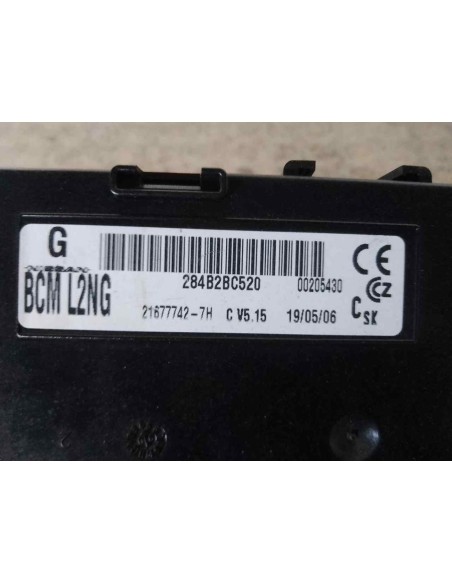 G
BCM L2NG
284B2BC520 00205430
21677742-7H C V5.15 19/05/06
CE
CZ
C SK